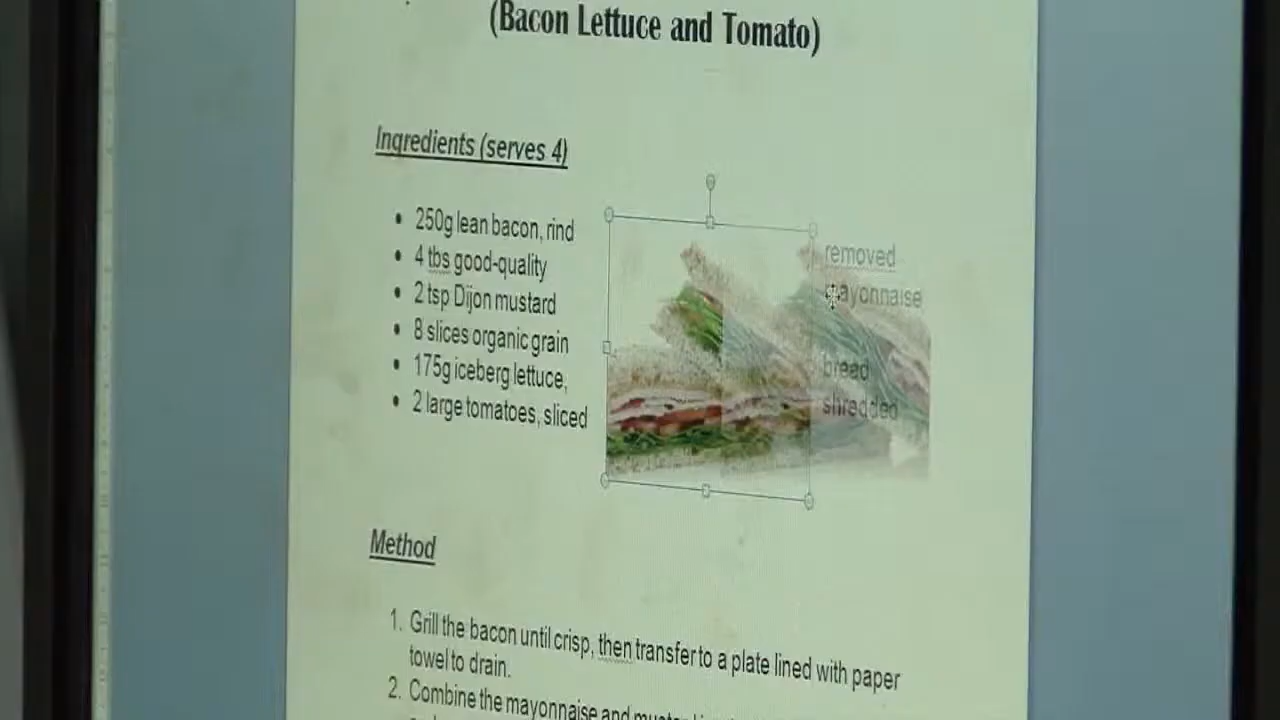 (Bacon Lettuce and Tomato)
Ingredients (serves 4)
• 250g lean bacon, rind removed
• 4 tbs good-quality mayonnaise
• 2 tsp Dijon mustard
• 8 slices organic grain bread
• 175g iceberg lettuce, shredded
• 2 large tomatoes, sliced
Method
1. Grill the bacon until crisp, then transfer to a plate lined with paper
towel to drain.
2. Combine the mayonnaise and